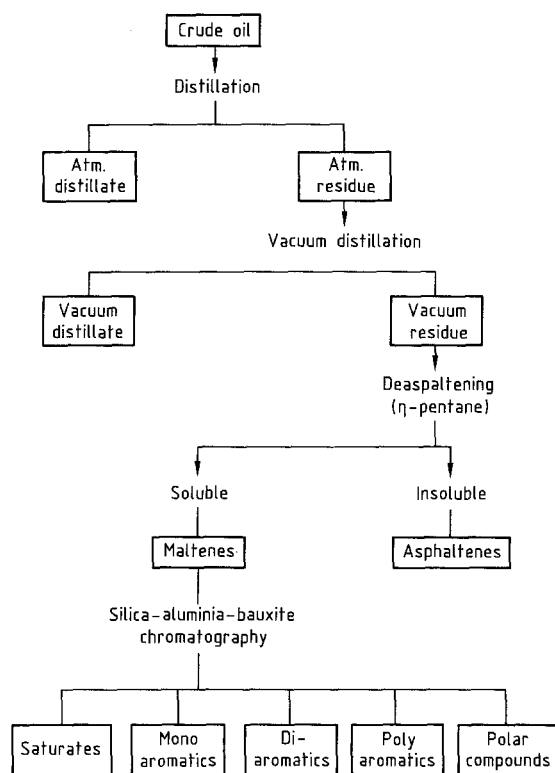 Crude oil
Distillation
Atm.
distillate
Atm.
residue
Vacuum distillation
Vacuum
distillate
Vacuum
residue
Deaspaltening
(η-pentane)
Soluble
Insoluble
Maltenes
Asphaltenes
Silica-aluminia-bauxite
chromatography
Saturates
Mono
aromatics
Di-
aromatics
Poly
aromatics
Polar
compounds